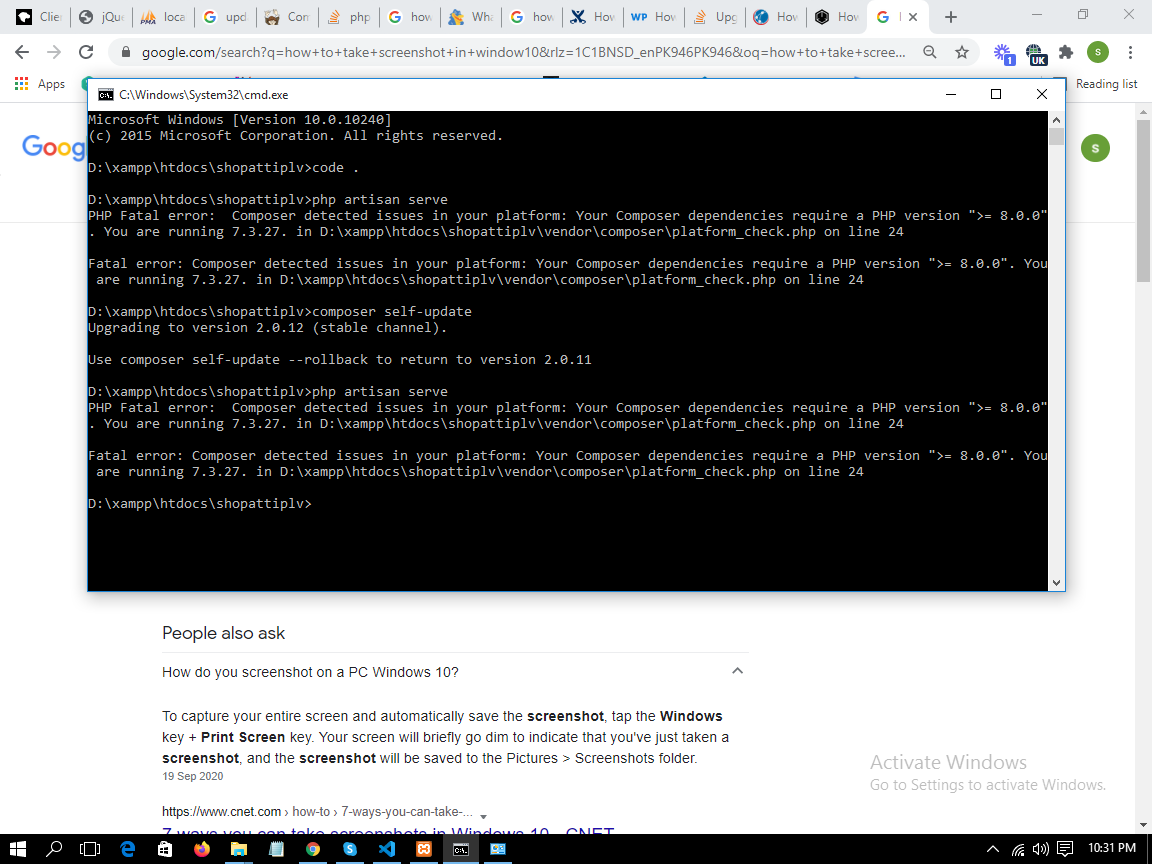 Clie
jQu
loca
upd
Con
php
how
Wha
how
How
How
Upg
How
How
google.com/search?q=how+to+take+screenshot+in+window10&rlz=1C1BNSD_enPK946PK946&oq=how+to+take+scree...
1
UK
S
Apps
Reading list
C:\Windows\System32\cmd.exe
Microsoft Windows [Version 10.0.10240]
(c) 2015 Microsoft Corporation. All rights reserved.
D:\xampp\htdocs\shopattiplv>code .
D:\xampp\htdocs\shopattiplv>php artisan serve
PHP Fatal error:  Composer detected issues in your platform: Your Composer dependencies require a PHP version ">= 8.0.0"
. You are running 7.3.27. in D:\xampp\htdocs\shopattiplv\vendor\composer\platform_check.php on line 24
Fatal error: Composer detected issues in your platform: Your Composer dependencies require a PHP version ">= 8.0.0". You
 are running 7.3.27. in D:\xampp\htdocs\shopattiplv\vendor\composer\platform_check.php on line 24
D:\xampp\htdocs\shopattiplv>composer self-update
Upgrading to version 2.0.12 (stable channel).
Use composer self-update --rollback to return to version 2.0.11
D:\xampp\htdocs\shopattiplv>php artisan serve
PHP Fatal error:  Composer detected issues in your platform: Your Composer dependencies require a PHP version ">= 8.0.0"
. You are running 7.3.27. in D:\xampp\htdocs\shopattiplv\vendor\composer\platform_check.php on line 24
Fatal error: Composer detected issues in your platform: Your Composer dependencies require a PHP version ">= 8.0.0". You
 are running 7.3.27. in D:\xampp\htdocs\shopattiplv\vendor\composer\platform_check.php on line 24
D:\xampp\htdocs\shopattiplv>
Goog
S
People also ask
How do you screenshot on a PC Windows 10?
To capture your entire screen and automatically save the screenshot, tap the Windows
key + Print Screen key. Your screen will briefly go dim to indicate that you've just taken a
screenshot, and the screenshot will be saved to the Pictures > Screenshots folder.
19 Sep 2020
https://www.cnet.com › how-to › 7-ways-you-can-take-...
7 ways you can take screenshots in Windows 10 - CNET
Activate Windows
Go to Settings to activate Windows.
10:31 PM